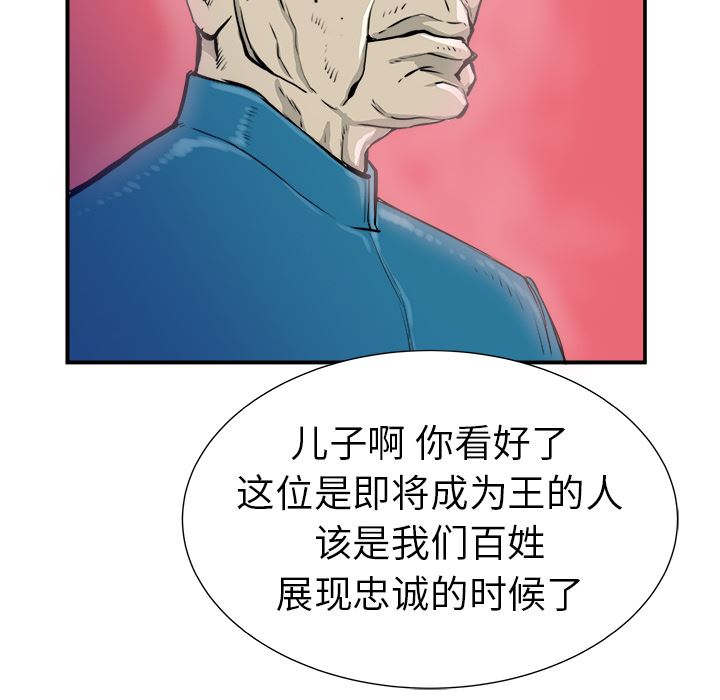 儿子啊 你看好了
这位是即将成为王的人
该是我们百姓
展现忠诚的时候了